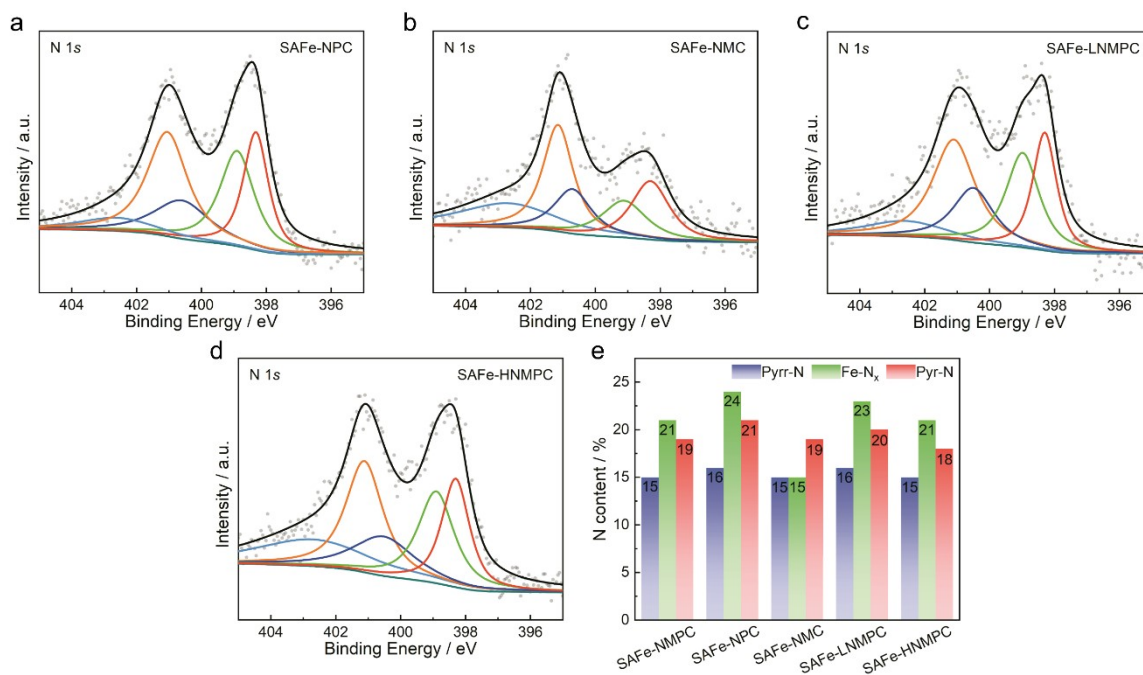 a
N 1s
SAFe-NPC
Intensity / a.u.
404 402 400 398 396
Binding Energy / eV
b
N 1s
SAFe-NMC
Intensity / a.u.
404 402 400 398 396
Binding Energy / eV
c
N 1s
SAFe-LNMPC
Intensity / a.u.
404 402 400 398 396
Binding Energy / eV
d
N 1s
SAFe-HNMPC
Intensity / a.u.
404 402 400 398 396
Binding Energy / eV
e
Pyrr-N Fe-Nx Pyr-N
N content / %
25
20
15
10
5
0
15 21 19
16 24 21
15 15 19
16 23 20
15 21 18
SAFe-NMPC
SAFe-NPC
SAFe-NMC
SAFe-LNMPC
SAFe-HNMPC